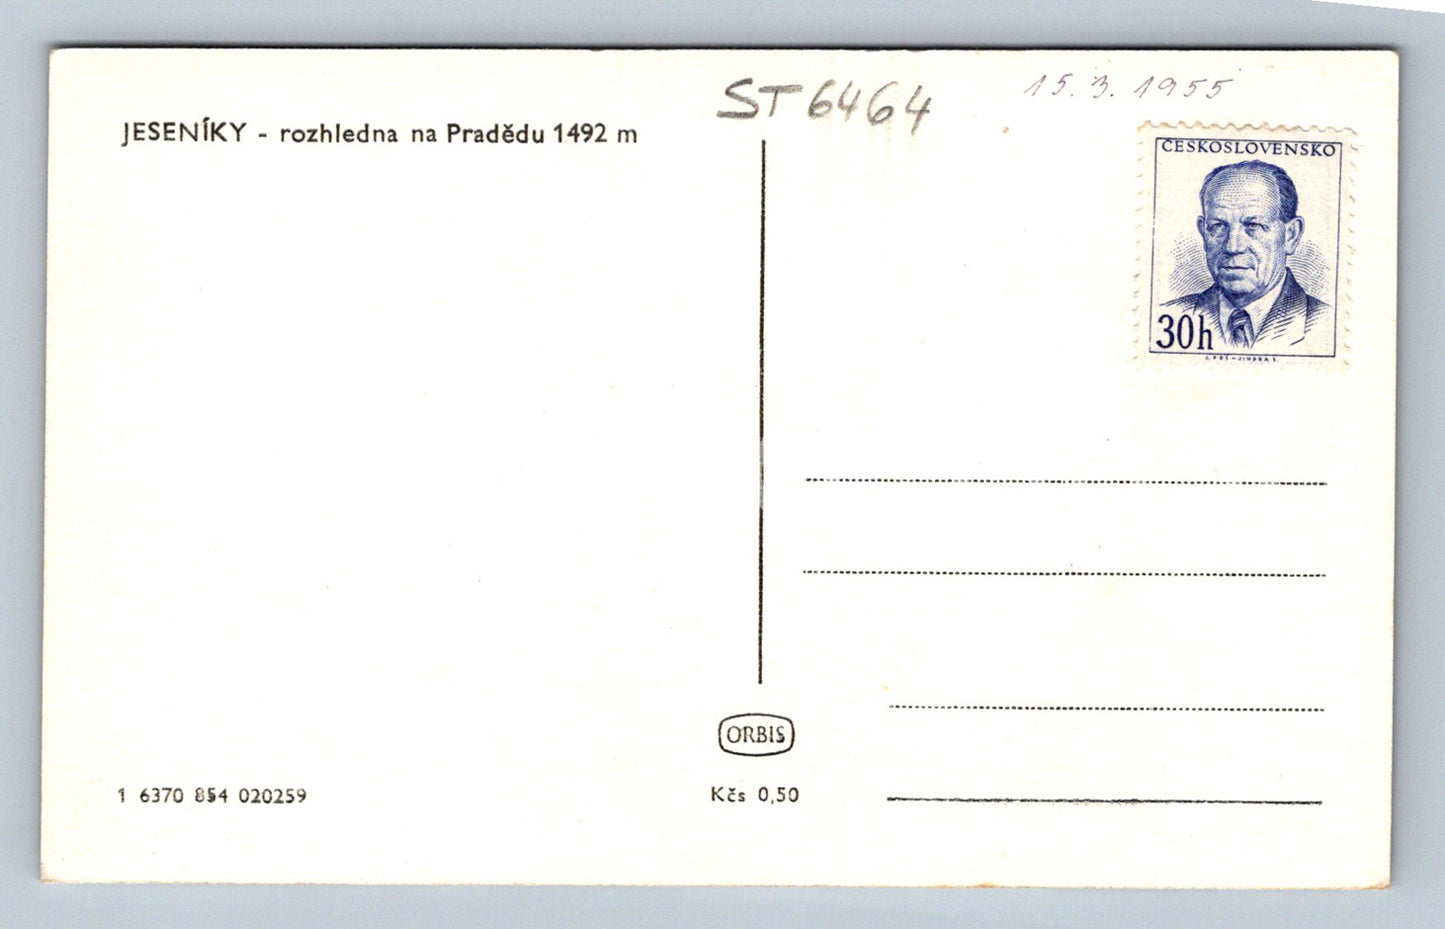 JESENÍKY - rozhledna na Pradědu 1492 m
ST6464
15.3.1955
ČESKOSLOVENSKO
30h
ORBIS
1 6370 854 020259
Kčs 0,50